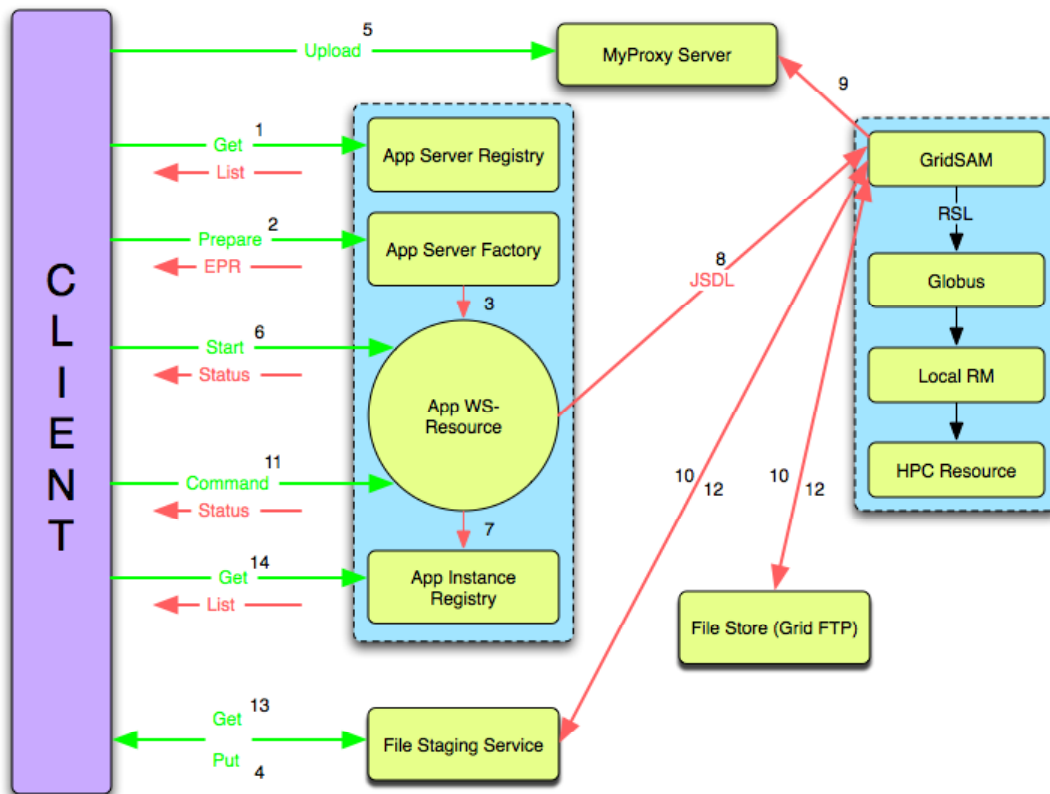 CLIENT
5
Upload
MyProxy Server
9
1
Get
List
App Server Registry
GridSAM
RSL
2
Prepare
EPR
App Server Factory
3
8
JSDL
Globus
6
Start
Status
App WS-
Resource
Local RM
11
Command
Status
10
12
10
12
HPC Resource
7
14
Get
List
App Instance
Registry
File Store (Grid FTP)
13
Get
Put
4
File Staging Service